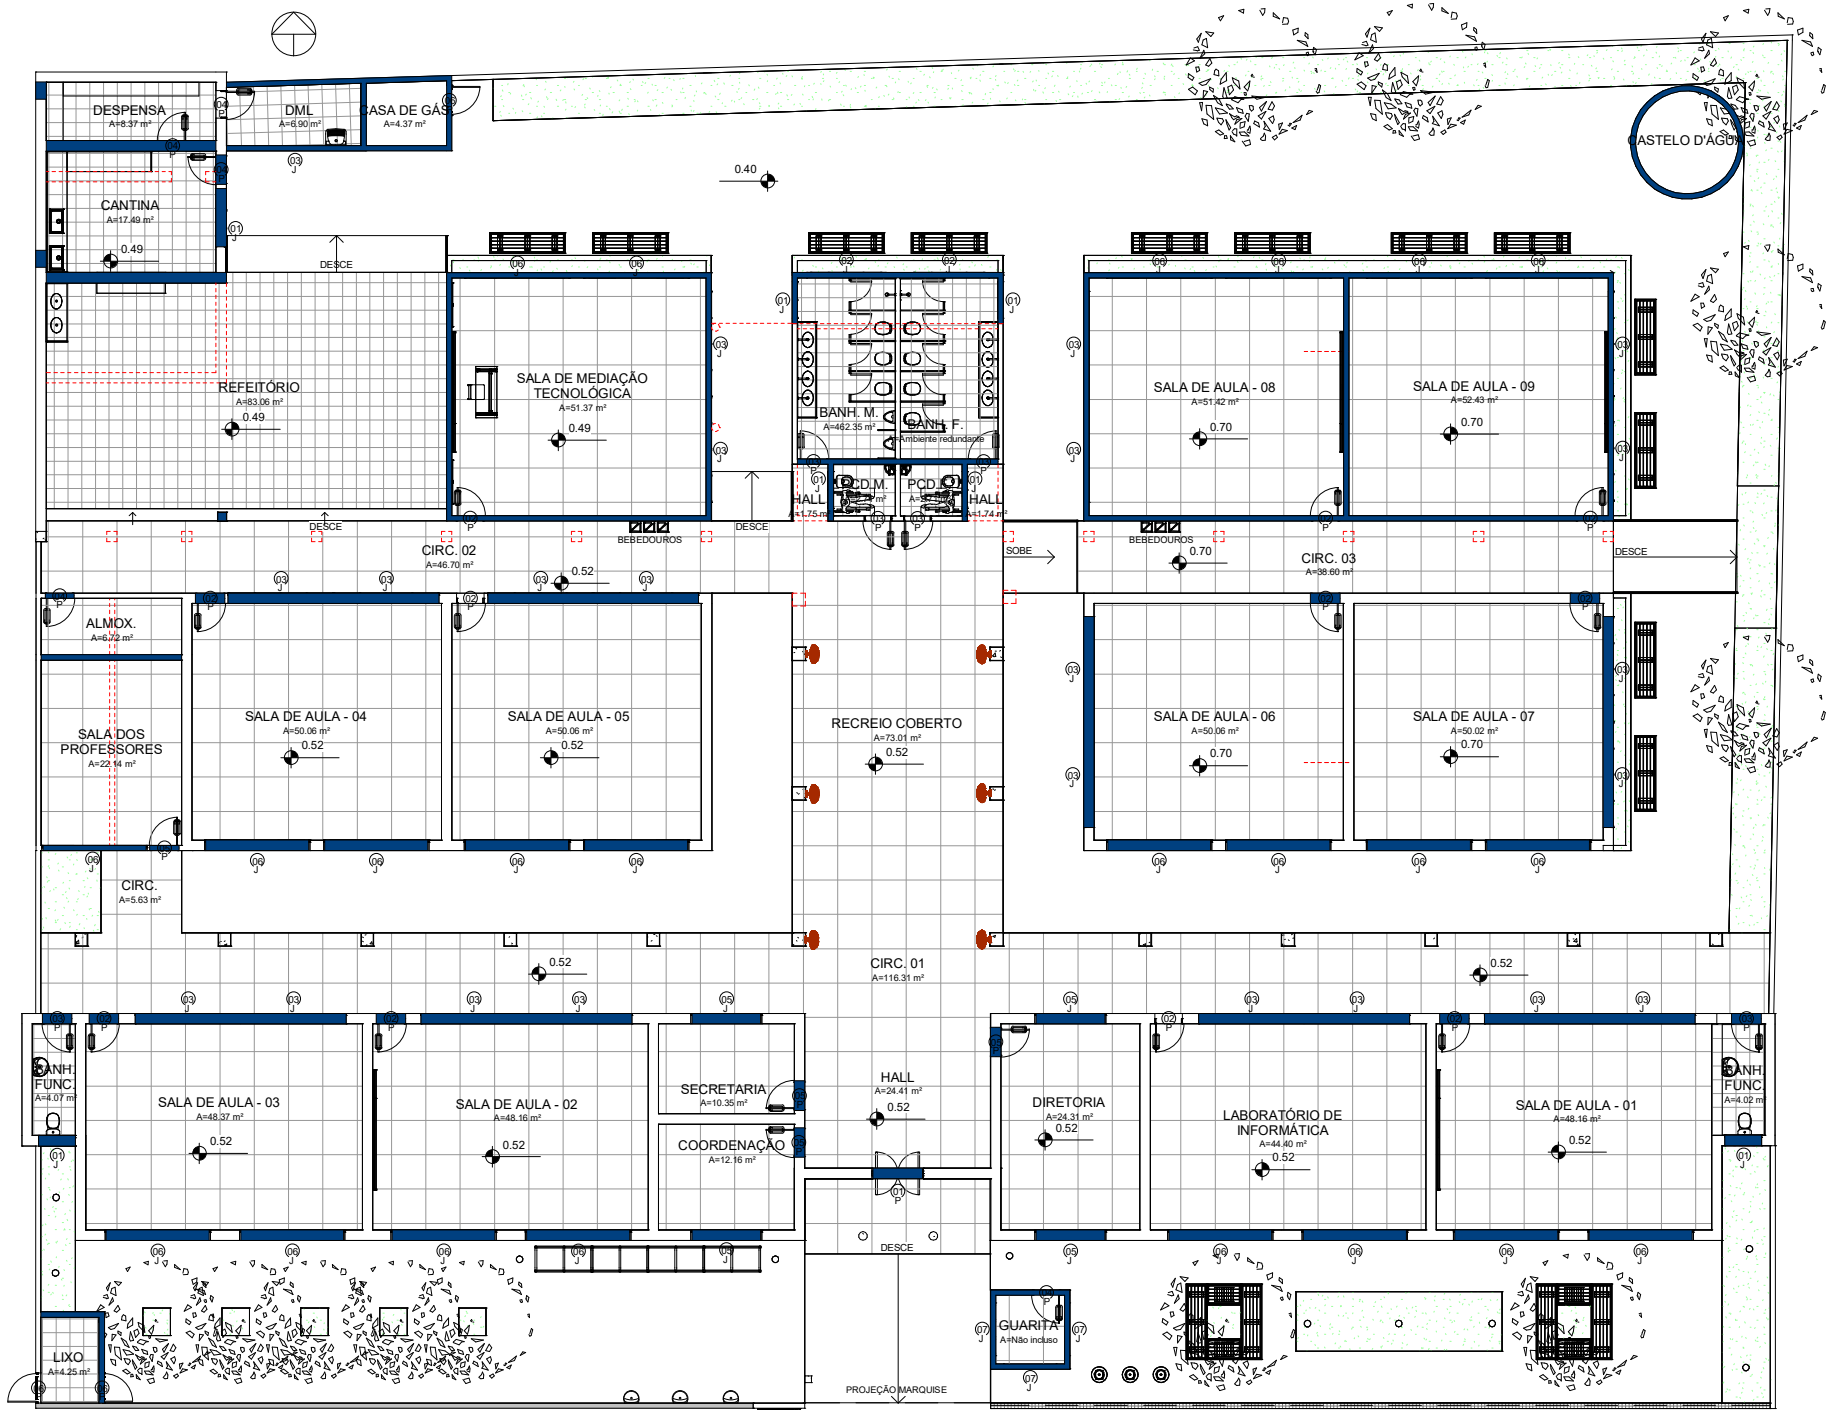 DESPENSA
A=8.37 m²
DML
A=6.90 m²
CASA DE GÁS
A=4.37 m²
CASTELO D'ÁGUA
0.40
CANTINA
A=17.49 m²
0.49
DESCE
REFEITÓRIO
A=83.06 m²
0.49
SALA DE MEDIAÇÃO
TECNOLÓGICA
A=51.37 m²
0.49
BANH. M.
A=462.35 m²
BANH. F.
A=Ambiente redundante
SALA DE AULA - 08
A=51.42 m²
0.70
SALA DE AULA - 09
A=52.43 m²
0.70
HALL
A=1.75 m²
PCD.M.
PCD.F.
HALL
A=1.74 m²
DESCE
DESCE
BEBEDOUROS
BEBEDOUROS
CIRC. 02
A=46.70 m²
0.52
SOBE
0.70
CIRC. 03
A=38.60 m²
DESCE
ALMOX.
A=6.72 m²
SALA DOS
PROFESSORES
A=22.14 m²
SALA DE AULA - 04
A=50.06 m²
0.52
SALA DE AULA - 05
A=50.06 m²
0.52
RECREIO COBERTO
A=73.01 m²
0.52
SALA DE AULA - 06
A=50.06 m²
0.70
SALA DE AULA - 07
A=50.02 m²
0.70
CIRC.
A=5.63 m²
0.52
CIRC. 01
A=116.31 m²
0.52
BANH.
FUNC.
A=4.07 m²
SALA DE AULA - 03
A=48.37 m²
0.52
SALA DE AULA - 02
A=48.16 m²
0.52
SECRETARIA
A=10.35 m²
COORDENAÇÃO
A=12.16 m²
HALL
A=24.41 m²
0.52
DIRETORIA
A=24.31 m²
0.52
LABORATÓRIO DE
INFORMÁTICA
A=44.40 m²
0.52
SALA DE AULA - 01
A=48.16 m²
0.52
BANH.
FUNC.
A=4.02 m²
01
P
DESCE
GUARITA
A=Não incluso
LIXO
A=4.25 m²
PROJEÇÃO MARQUISE